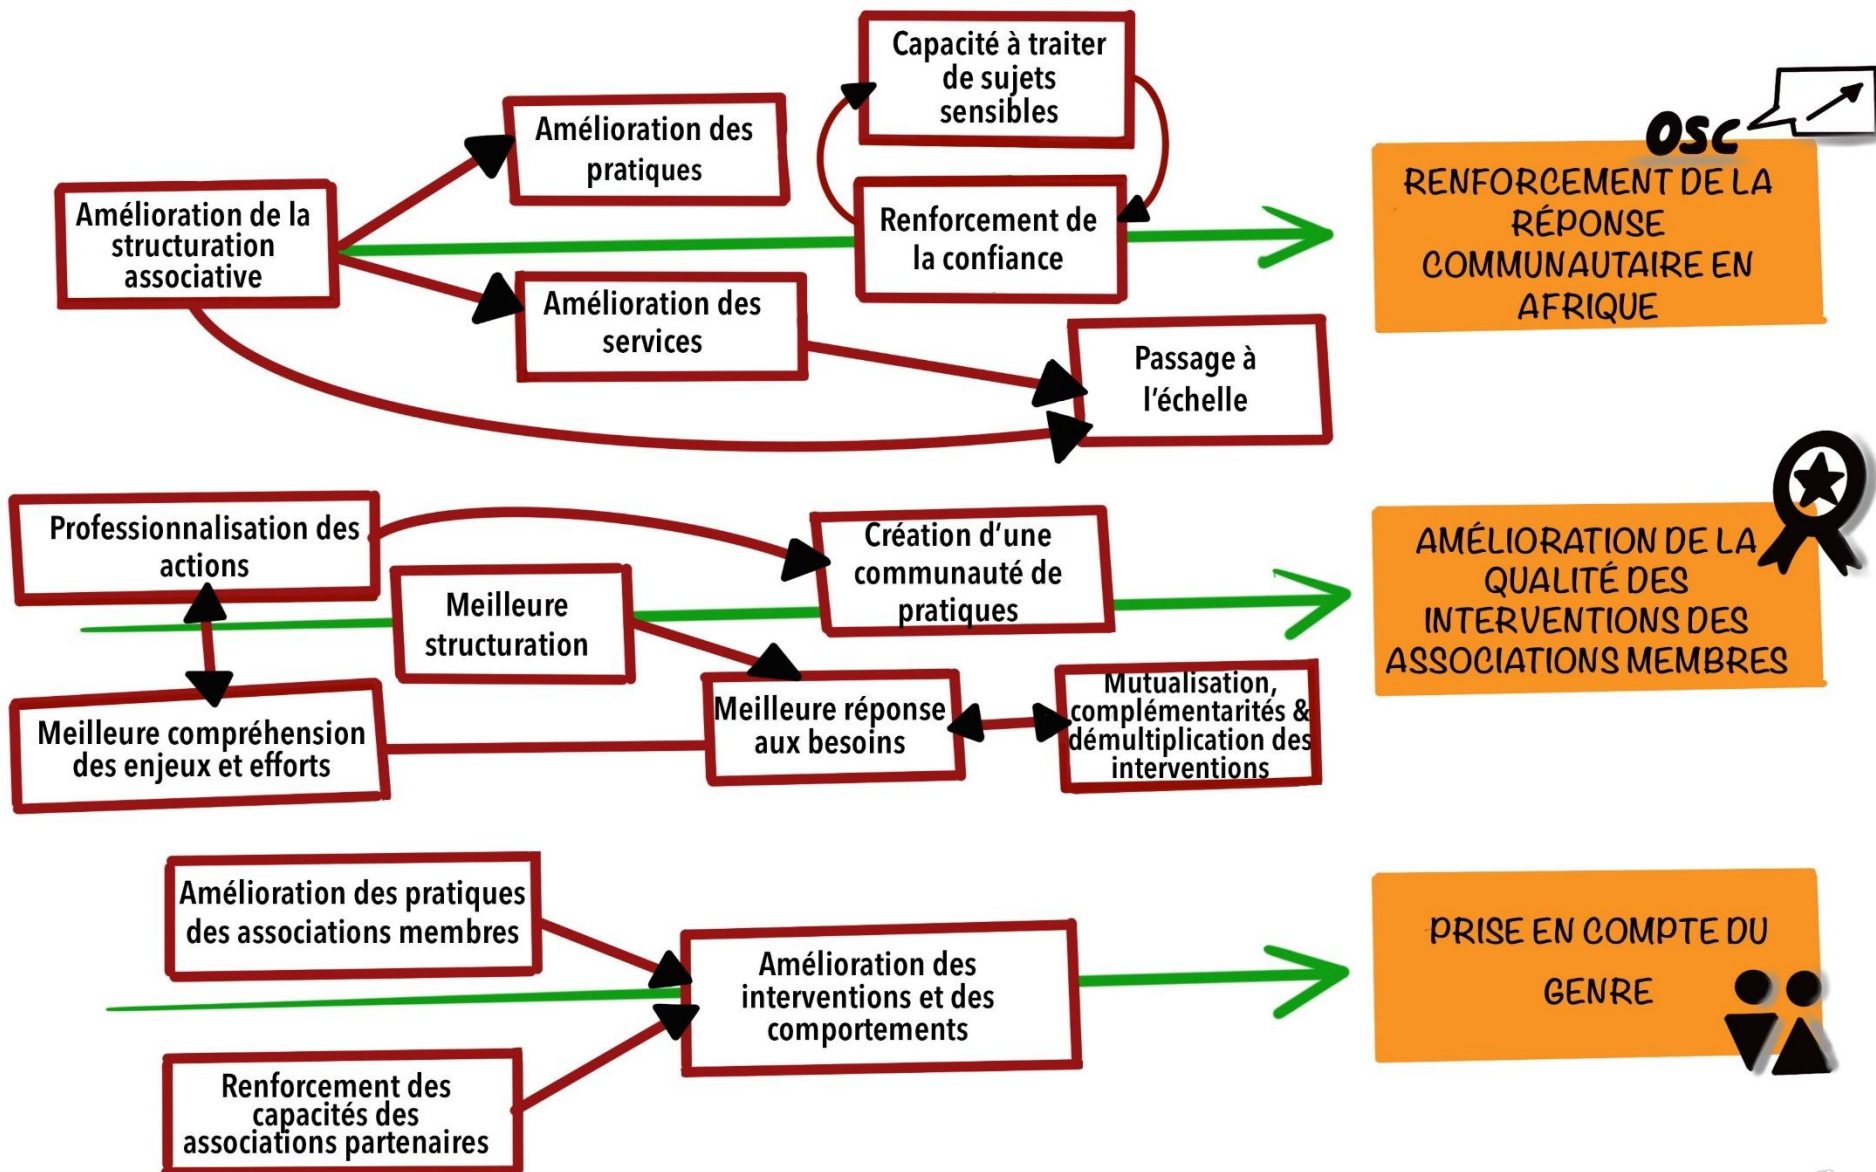 Capacité à traiter
de sujets
sensibles
Amélioration des
pratiques
OSC
Amélioration de la
structuration
associative
Renforcement de
la confiance
RENFORCEMENT DE LA
RÉPONSE
COMMUNAUTAIRE EN
AFRIQUE
Amélioration des
services
Passage à
l'échelle
Professionnalisation des
actions
Création d'une
communauté de
pratiques
Meilleure
structuration
AMÉLIORATION DE LA
QUALITÉ DES
INTERVENTIONS DES
ASSOCIATIONS MEMBRES
Meilleure compréhension
des enjeux et efforts
Meilleure réponse
aux besoins
Mutualisation,
complémentarités &
démultiplication des
interventions
Amélioration des pratiques
des associations membres
Amélioration des
interventions et des
comportements
PRISE EN COMPTE DU
GENRE
Renforcement des
capacités des
associations partenaires